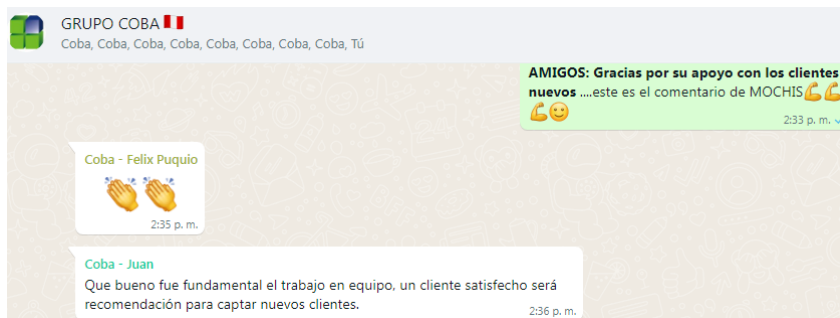 GRUPO COBA🇵🇪
Coba, Coba, Coba, Coba, Coba, Coba, Coba, Coba, Tú
AMIGOS: Gracias por su apoyo con los clientes
nuevos ....este es el comentario de MOCHIS💪💪
💪🙂
2:33 p. m.
Coba - Felix Puquio
👏👏
2:35 p. m.
Coba - Juan
Que bueno fue fundamental el trabajo en equipo, un cliente satisfecho será
recomendación para captar nuevos clientes.
2:36 p. m.